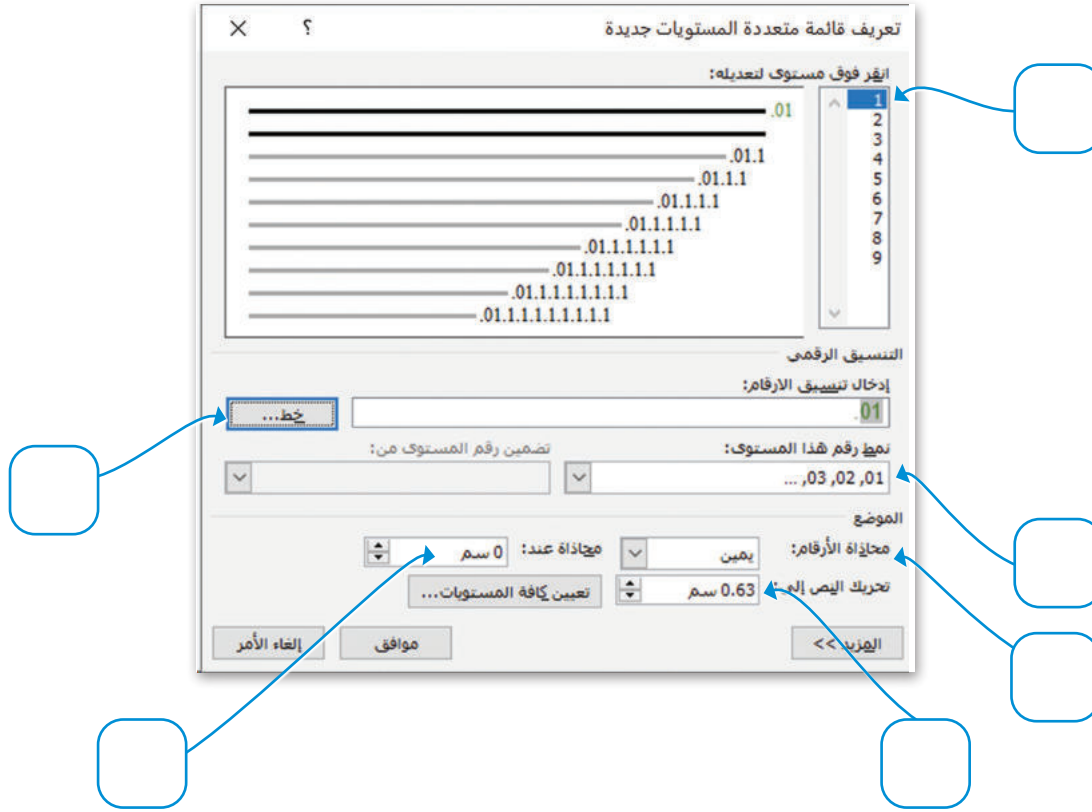 تعريف قائمة متعددة المستويات جديدة ؟ ×
انقر فوق مستوى لتعديله:
1
2
3
4
5
6
7
8
9
.01
.01.1
.01.1.1
.01.1.1.1
.01.1.1.1.1
.01.1.1.1.1.1
.01.1.1.1.1.1.1
.01.1.1.1.1.1.1.1
.01.1.1.1.1.1.1.1.1
التنسيق الرقمي
إدخال تنسيق الارقام:
.01 خط...
نمط رقم هذا المستوى: تضمين رقم المستوى من:
01, 02, 03, ...
الموضع
محاذاة الأرقام: يمين محاذاة عند: 0 سم
تحريك النص إلى: 0.63 سم تعيين كافة المستويات...
المزيد >> موافق إلغاء الأمر